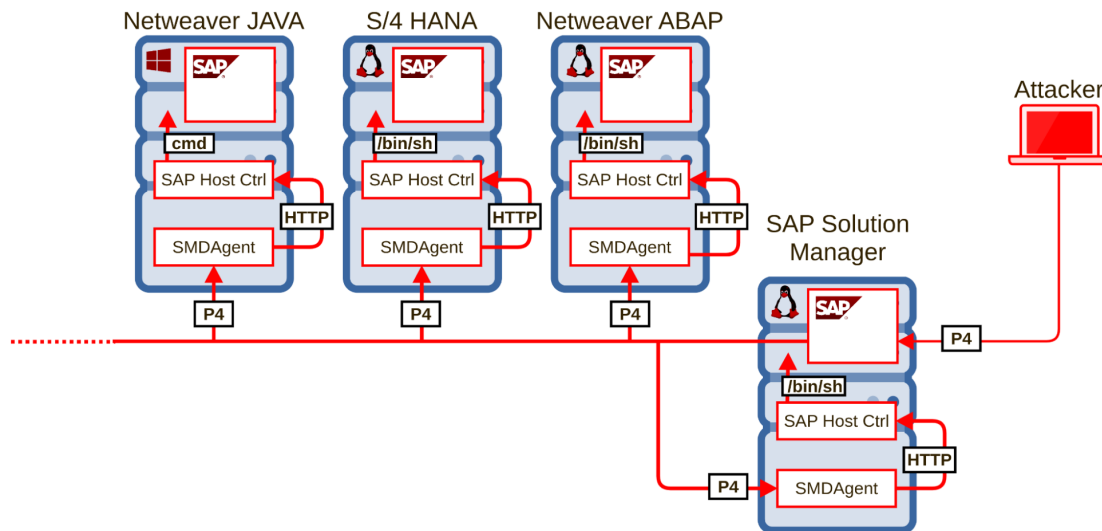 Netweaver JAVA
S/4 HANA
Netweaver ABAP
SAP
SAP
SAP
Attacker
cmd
/bin/sh
/bin/sh
SAP Host Ctrl
SAP Host Ctrl
SAP Host Ctrl
HTTP
HTTP
HTTP
SMDAgent
SMDAgent
SMDAgent
SAP Solution
Manager
P4
P4
P4
SAP
P4
/bin/sh
SAP Host Ctrl
HTTP
P4
SMDAgent